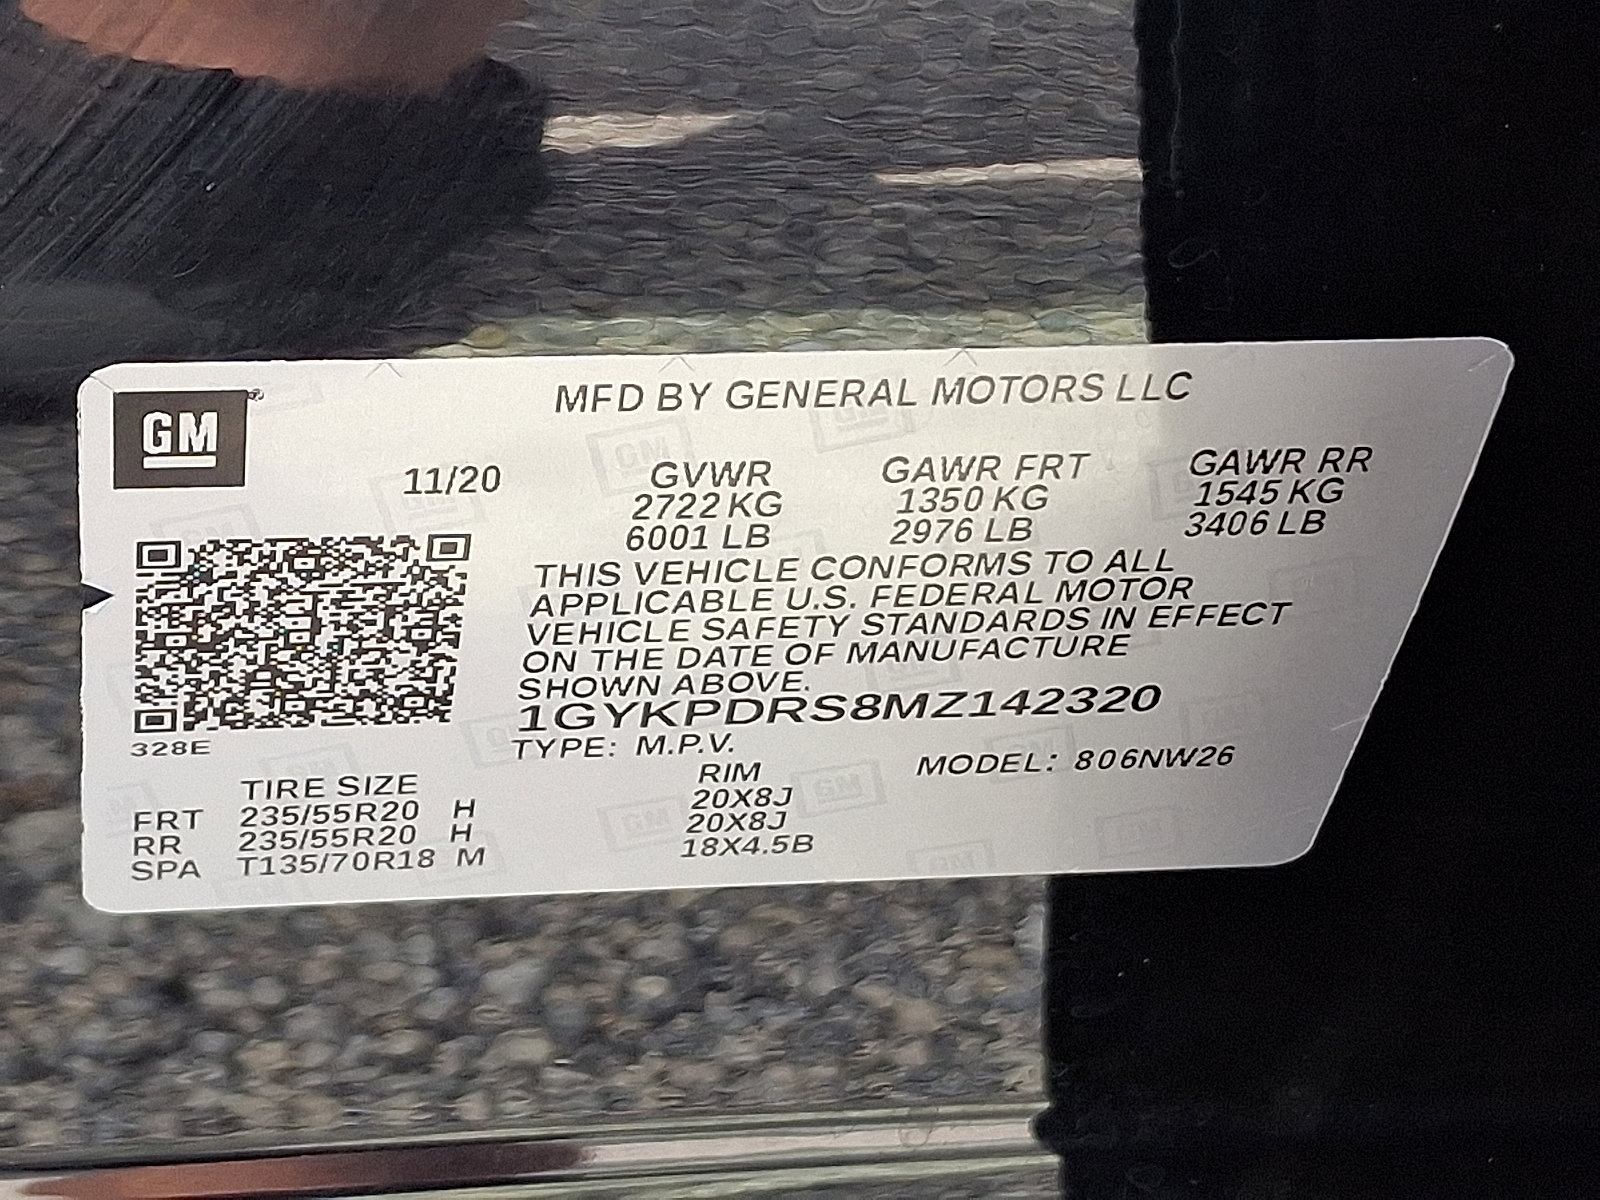 GM
MFD BY GENERAL MOTORS LLC
11/20 GVWR GAWR FRT GAWR RR
2722 KG 1350 KG 1545 KG
6001 LB 2976 LB 3406 LB
THIS VEHICLE CONFORMS TO ALL
APPLICABLE U.S. FEDERAL MOTOR
VEHICLE SAFETY STANDARDS IN EFFECT
ON THE DATE OF MANUFACTURE
SHOWN ABOVE.
1GYKPDRS8MZ142320
328E
TYPE: M.P.V. MODEL: 806NW26
TIRE SIZE RIM
FRT 235/55R20 H 20X8J
RR 235/55R20 H 20X8J
SPA T135/70R18 M 18X4.5B